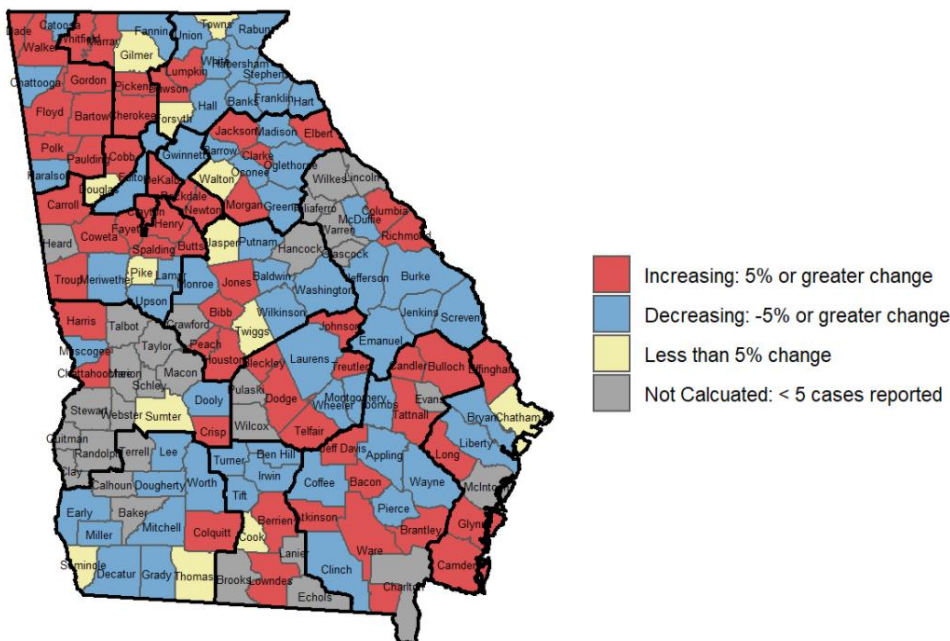 Dade
Catoosa
Whitfield
Murray
Fannin
Union
Towns
Rabun
Walker
Gilmer
White
Habersham
Stephens
Lumpkin
Chattooga
Gordon
Pickens
Dawson
Hall
Banks
Franklin
Hart
Floyd
Bartow
Cherokee
Forsyth
Jackson
Madison
Elbert
Polk
Paulding
Cobb
Gwinnett
Barrow
Clarke
Oglethorpe
Haralson
Douglas
Fulton
DeKalb
Walton
Oconee
Wilkes
Lincoln
Carroll
Rockdale
Newton
Morgan
Greene
Taliaferro
McDuffie
Columbia
Clayton
Fayette
Henry
Warren
Richmond
Heard
Coweta
Spalding
Butts
Jasper
Putnam
Hancock
Glascock
Troup
Meriwether
Pike
Lamar
Monroe
Jones
Baldwin
Washington
Jefferson
Burke
Upson
Bibb
Wilkinson
Jenkins
Screven
Harris
Talbot
Crawford
Twiggs
Johnson
Emanuel
Muscogee
Taylor
Peach
Houston
Bleckley
Laurens
Treutlen
Candler
Bulloch
Effingham
Chattahoochee
Marion
Macon
Schley
Pulaski
Dodge
Montgomery
Wheeler
Toombs
Tattnall
Evans
Bryan
Chatham
Stewart
Webster
Sumter
Dooly
Wilcox
Telfair
Liberty
Crisp
Quitman
Randolph
Terrell
Lee
Turner
Ben Hill
Jeff Davis
Appling
Long
Clay
Calhoun
Dougherty
Worth
Irwin
Coffee
Bacon
Wayne
McIntosh
Tift
Early
Baker
Mitchell
Colquitt
Berrien
Atkinson
Pierce
Miller
Cook
Ware
Brantley
Glynn
Seminole
Decatur
Grady
Thomas
Brooks
Lanier
Lowndes
Clinch
Charlton
Camden
Echols
Increasing: 5% or greater change
Decreasing: -5% or greater change
Less than 5% change
Not Calcuated: < 5 cases reported